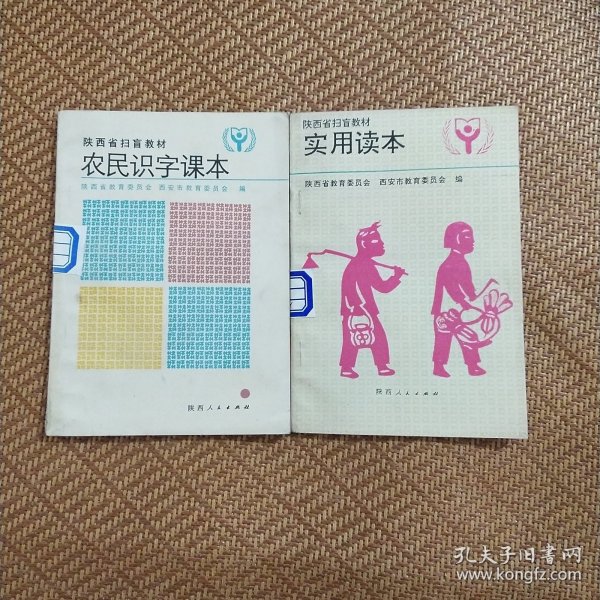 陕西省扫盲教材
农民识字课本
陕西省教育委员会 西安市教育委员会 编
陕西人民出版社
陕西省扫盲教材
实用读本
陕西省教育委员会 西安市教育委员会 编
陕西人民出版社
孔夫子旧书网
www.kongfz.com